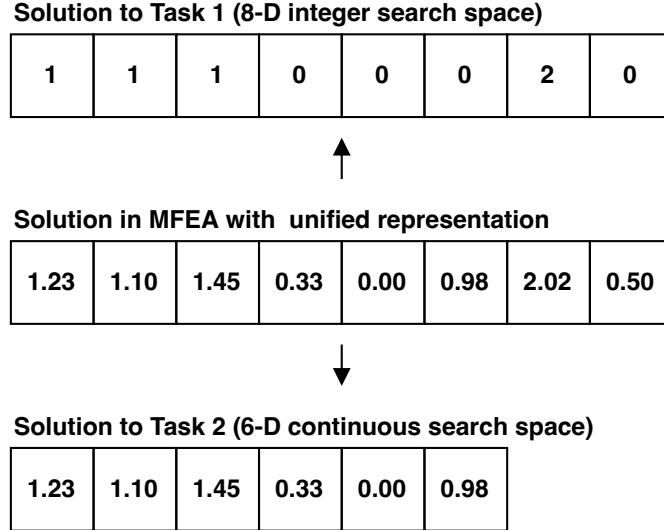 Solution to Task 1 (8-D integer search space)
1 1 1 0 0 0 2 0
Solution in MFEA with unified representation
1.23 1.10 1.45 0.33 0.00 0.98 2.02 0.50
Solution to Task 2 (6-D continuous search space)
1.23 1.10 1.45 0.33 0.00 0.98